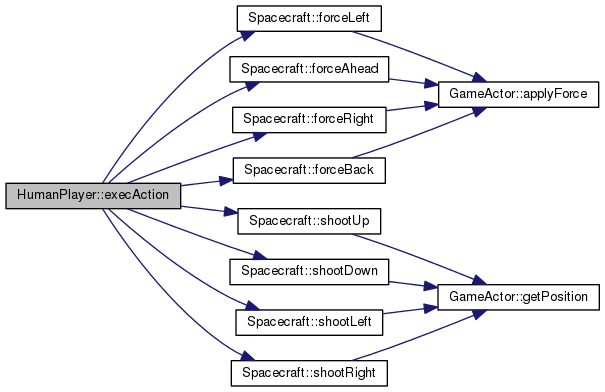 HumanPlayer::execAction
Spacecraft::forceLeft
Spacecraft::forceAhead
Spacecraft::forceRight
Spacecraft::forceBack
Spacecraft::shootUp
Spacecraft::shootDown
Spacecraft::shootLeft
Spacecraft::shootRight
GameActor::applyForce
GameActor::getPosition